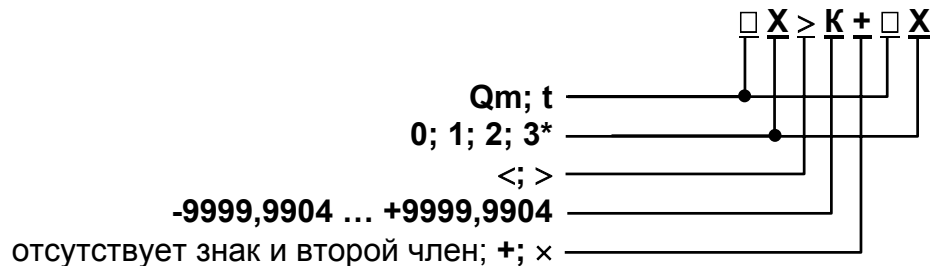 □ Х > К + □ Х
Qm; t
0; 1; 2; 3*
<; >
-9999,9904 … +9999,9904
отсутствует знак и второй член; +; ×